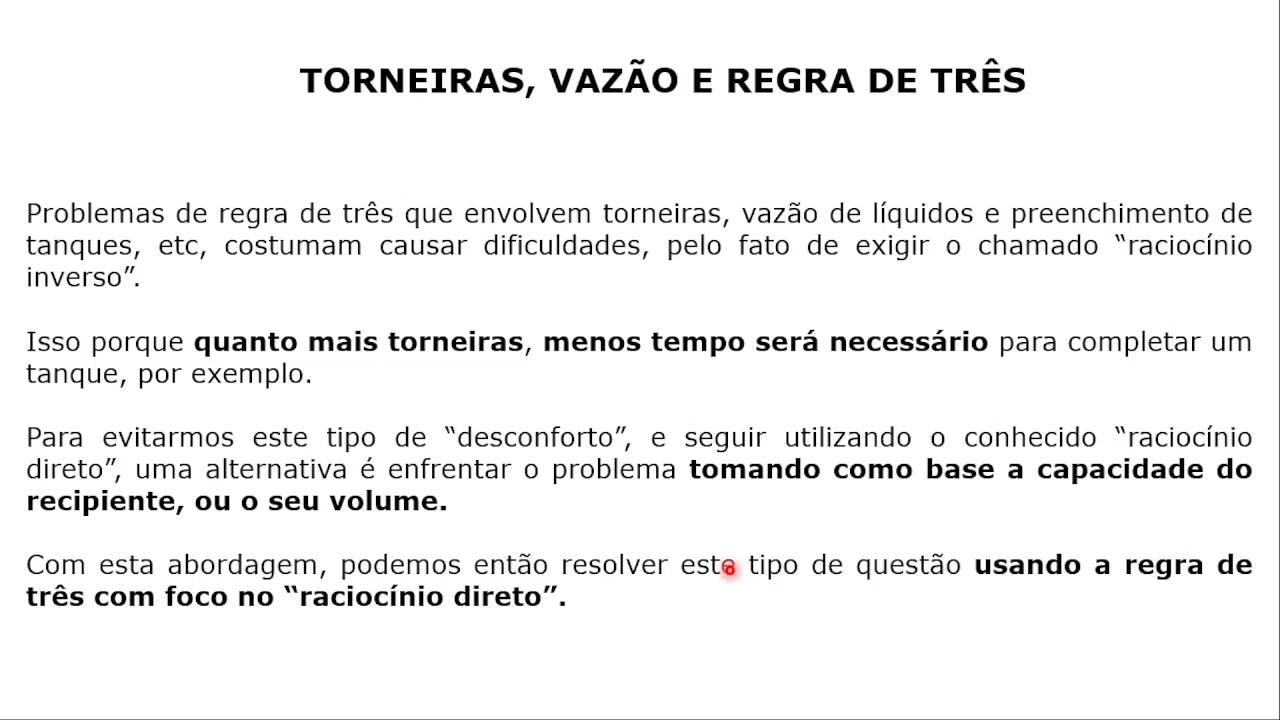 TORNEIRAS, VAZÃO E REGRA DE TRÊS
Problemas de regra de três que envolvem torneiras, vazão de líquidos e preenchimento de
tanques, etc, costumam causar dificuldades, pelo fato de exigir o chamado “raciocínio
inverso”.
Isso porque quanto mais torneiras, menos tempo será necessário para completar um
tanque, por exemplo.
Para evitarmos este tipo de “desconforto”, e seguir utilizando o conhecido “raciocínio
direto”, uma alternativa é enfrentar o problema tomando como base a capacidade do
recipiente, ou o seu volume.
Com esta abordagem, podemos então resolver este tipo de questão usando a regra de
três com foco no “raciocínio direto”.